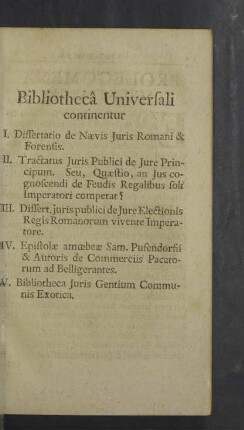 Bibliothecâ Universali
continentur
I. Dissertatio de Nævis Juris Romani &
Forensis.
II. Tractatus Juris Publici de Jure Prin-
cipum, Seu, Quæstio, an Jus co-
gnoscendi de Feudis Regalibus soli
Imperatori competat?
III. Dissert. juris publici de Jure Electionis
Regis Romanorum vivente Impera-
tore.
IV. Epistolæ amœbeæ Sam. Pufendorfii
& Autoris de Commerciis Pacato-
rum ad Belligerantes.
V. Bibliotheca Juris Gentium Commu-
nis Exotica.